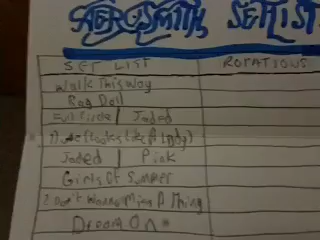 AEROSMITH SETLIST
SET LIST ROTATIONS
Walk This Way
Rag Doll
Full Circle / Jaded
Dude (Looks Like A Lady)
Jaded / Pink
Girls Of Summer
I Don't Wanna Miss A Thing
Dream On